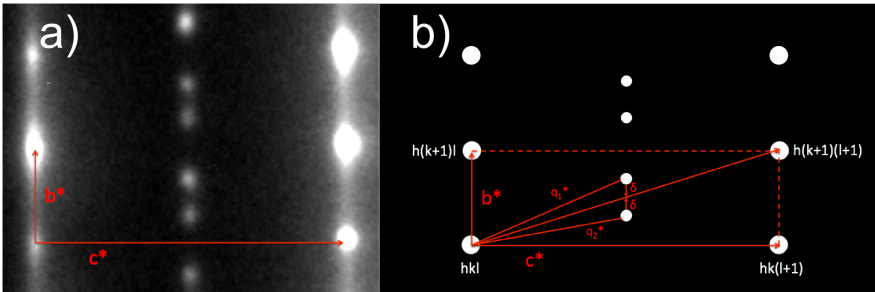 a)
b*
c*
b)
h(k+1)l
h(k+1)(l+1)
q₁*
δ
b*
δ
q₂*
hkl
c*
hk(l+1)